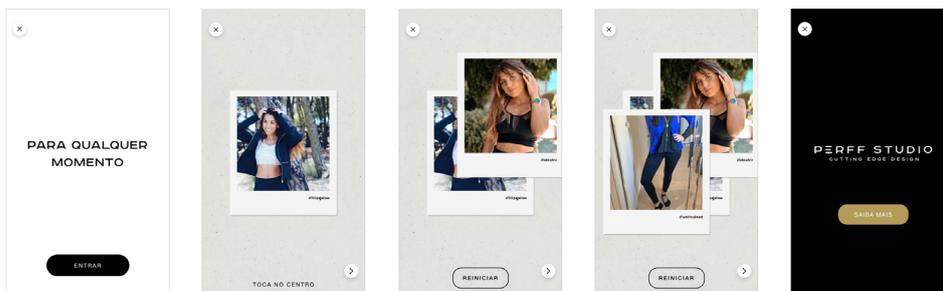 PARA QUALQUER
MOMENTO
ENTRAR
TOCA NO CENTRO
REINICIAR
REINICIAR
PERFF STUDIO
CUTTING EDGE DESIGN
SAIBA MAIS